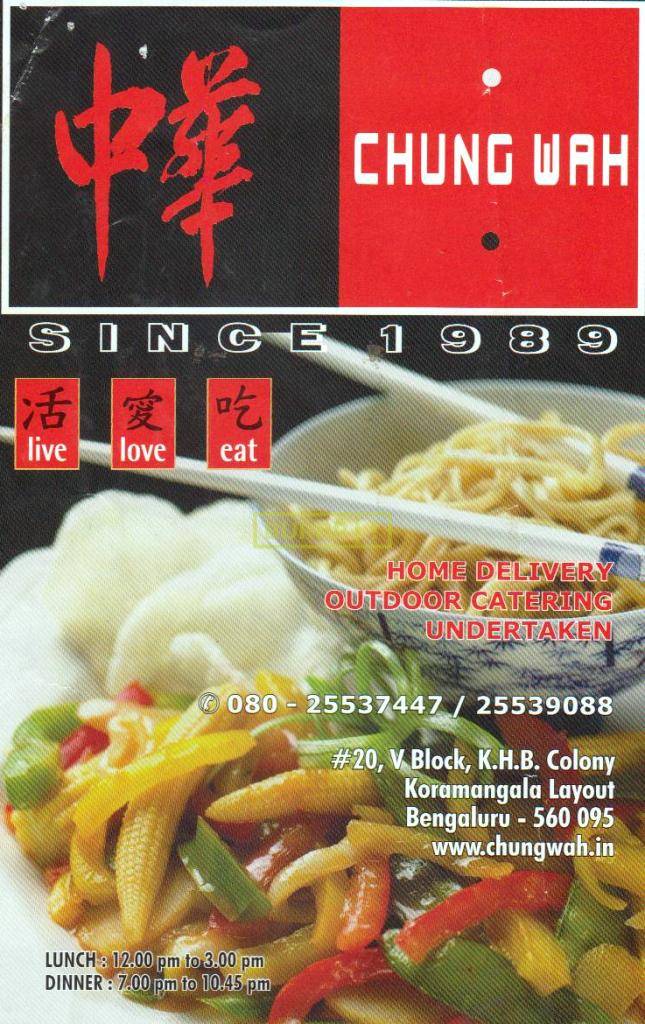 中華
CHUNG WAH
SINCE 1989
活 愛 吃
live love eat
HOME DELIVERY
OUTDOOR CATERING
UNDERTAKEN
✆ 080 - 25537447 / 25539088
#20, V Block, K.H.B. Colony
Koramangala Layout
Bengaluru - 560 095
www.chungwah.in
LUNCH : 12.00 pm to 3.00 pm
DINNER : 7.00 pm to 10.45 pm